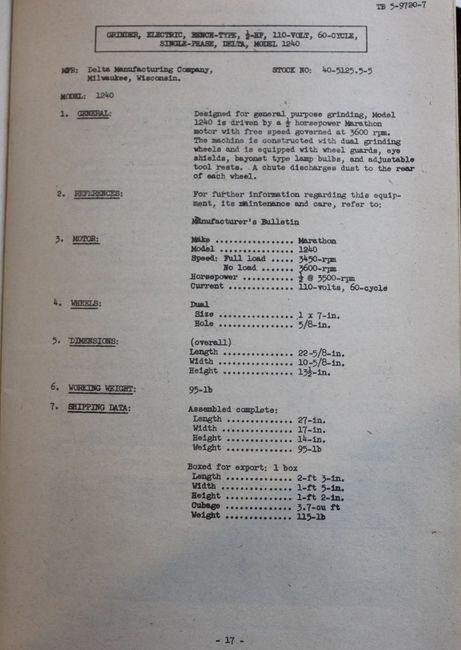 TB 5-9720-7
GRINDER, ELECTRIC, BENCH-TYPE, ½-HP, 110-VOLT, 60-CYCLE,
SINGLE-PHASE, DELTA, MODEL 1240
MFR: Delta Manufacturing Company, STOCK NO: 40-5125.5-5
Milwaukee, Wisconsin.
MODEL: 1240
1. GENERAL: Designed for general purpose grinding, Model
1240 is driven by a ½ horsepower Marathon
motor with free speed governed at 3600 rpm.
The machine is constructed with dual grinding
wheels and is equipped with wheel guards, eye
shields, bayonet type lamp bulbs, and adjustable
tool rests. A chute discharges dust to the rear
of each wheel.
2. REFERENCES: For further information regarding this equip-
ment, its maintenance and care, refer to:
Manufacturer's Bulletin
3. MOTOR: Make ................ Marathon
Model ............... 1240
Speed: Full load ...... 3450-rpm
No load ...... 3600-rpm
Horsepower .......... ½ @ 3500-rpm
Current ............. 110-volts, 60-cycle
4. WHEELS: Dual
Size ............... 1 x 7-in.
Hole ............... 5/8-in.
5. DIMENSIONS: (overall)
Length .............. 22-5/8-in.
Width ............... 10-5/8-in.
Height .............. 13½-in.
6. WORKING WEIGHT: 95-lb
7. SHIPPING DATA: Assembled complete:
Length .............. 27-in.
Width ............... 17-in.
Height .............. 14-in.
Weight .............. 95-lb
Boxed for export: 1 box
Length .............. 2-ft 3-in.
Width ............... 1-ft 5-in.
Height .............. 1-ft 2-in.
Cubage .............. 3.7-cu ft
Weight .............. 115-lb
- 17 -